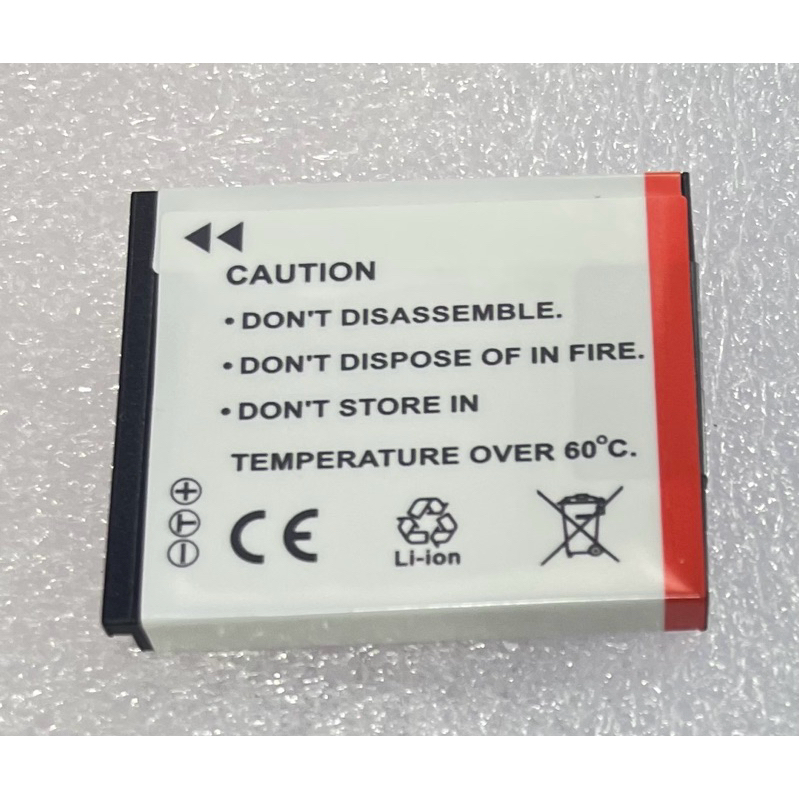 CAUTION
• DON'T DISASSEMBLE.
• DON'T DISPOSE OF IN FIRE.
• DON'T STORE IN
TEMPERATURE OVER 60°C.
+
T
−
CE
Li-ion